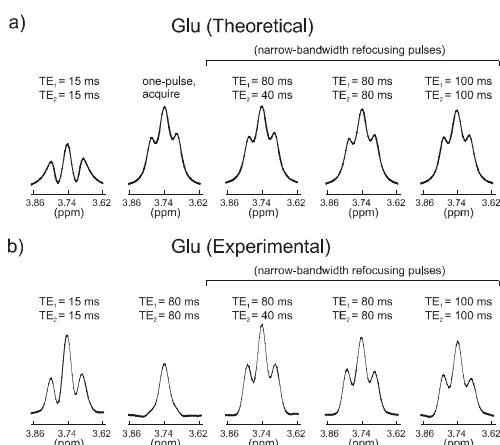 a)
Glu (Theoretical)
(narrow-bandwidth refocusing pulses)
TE1 = 15 ms
TE2 = 15 ms
one-pulse,
acquire
TE1 = 80 ms
TE2 = 40 ms
TE1 = 80 ms
TE2 = 80 ms
TE1 = 100 ms
TE2 = 100 ms
3.86 3.74 3.62
(ppm)
3.86 3.74 3.62
(ppm)
3.86 3.74 3.62
(ppm)
3.86 3.74 3.62
(ppm)
3.86 3.74 3.62
(ppm)
b)
Glu (Experimental)
(narrow-bandwidth refocusing pulses)
TE1 = 15 ms
TE2 = 15 ms
TE1 = 80 ms
TE2 = 80 ms
TE1 = 80 ms
TE2 = 40 ms
TE1 = 80 ms
TE2 = 80 ms
TE1 = 100 ms
TE2 = 100 ms
3.86 3.74 3.62
(ppm)
3.86 3.74 3.62
(ppm)
3.86 3.74 3.62
(ppm)
3.86 3.74 3.62
(ppm)
3.86 3.74 3.62
(ppm)